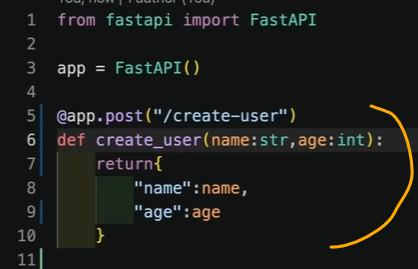 You, now | 1 author (You)
1 from fastapi import FastAPI
2
3 app = FastAPI()
4
5 @app.post("/create-user")
6 def create_user(name:str,age:int):
7 return{
8 "name":name,
9 "age":age
10 }
11